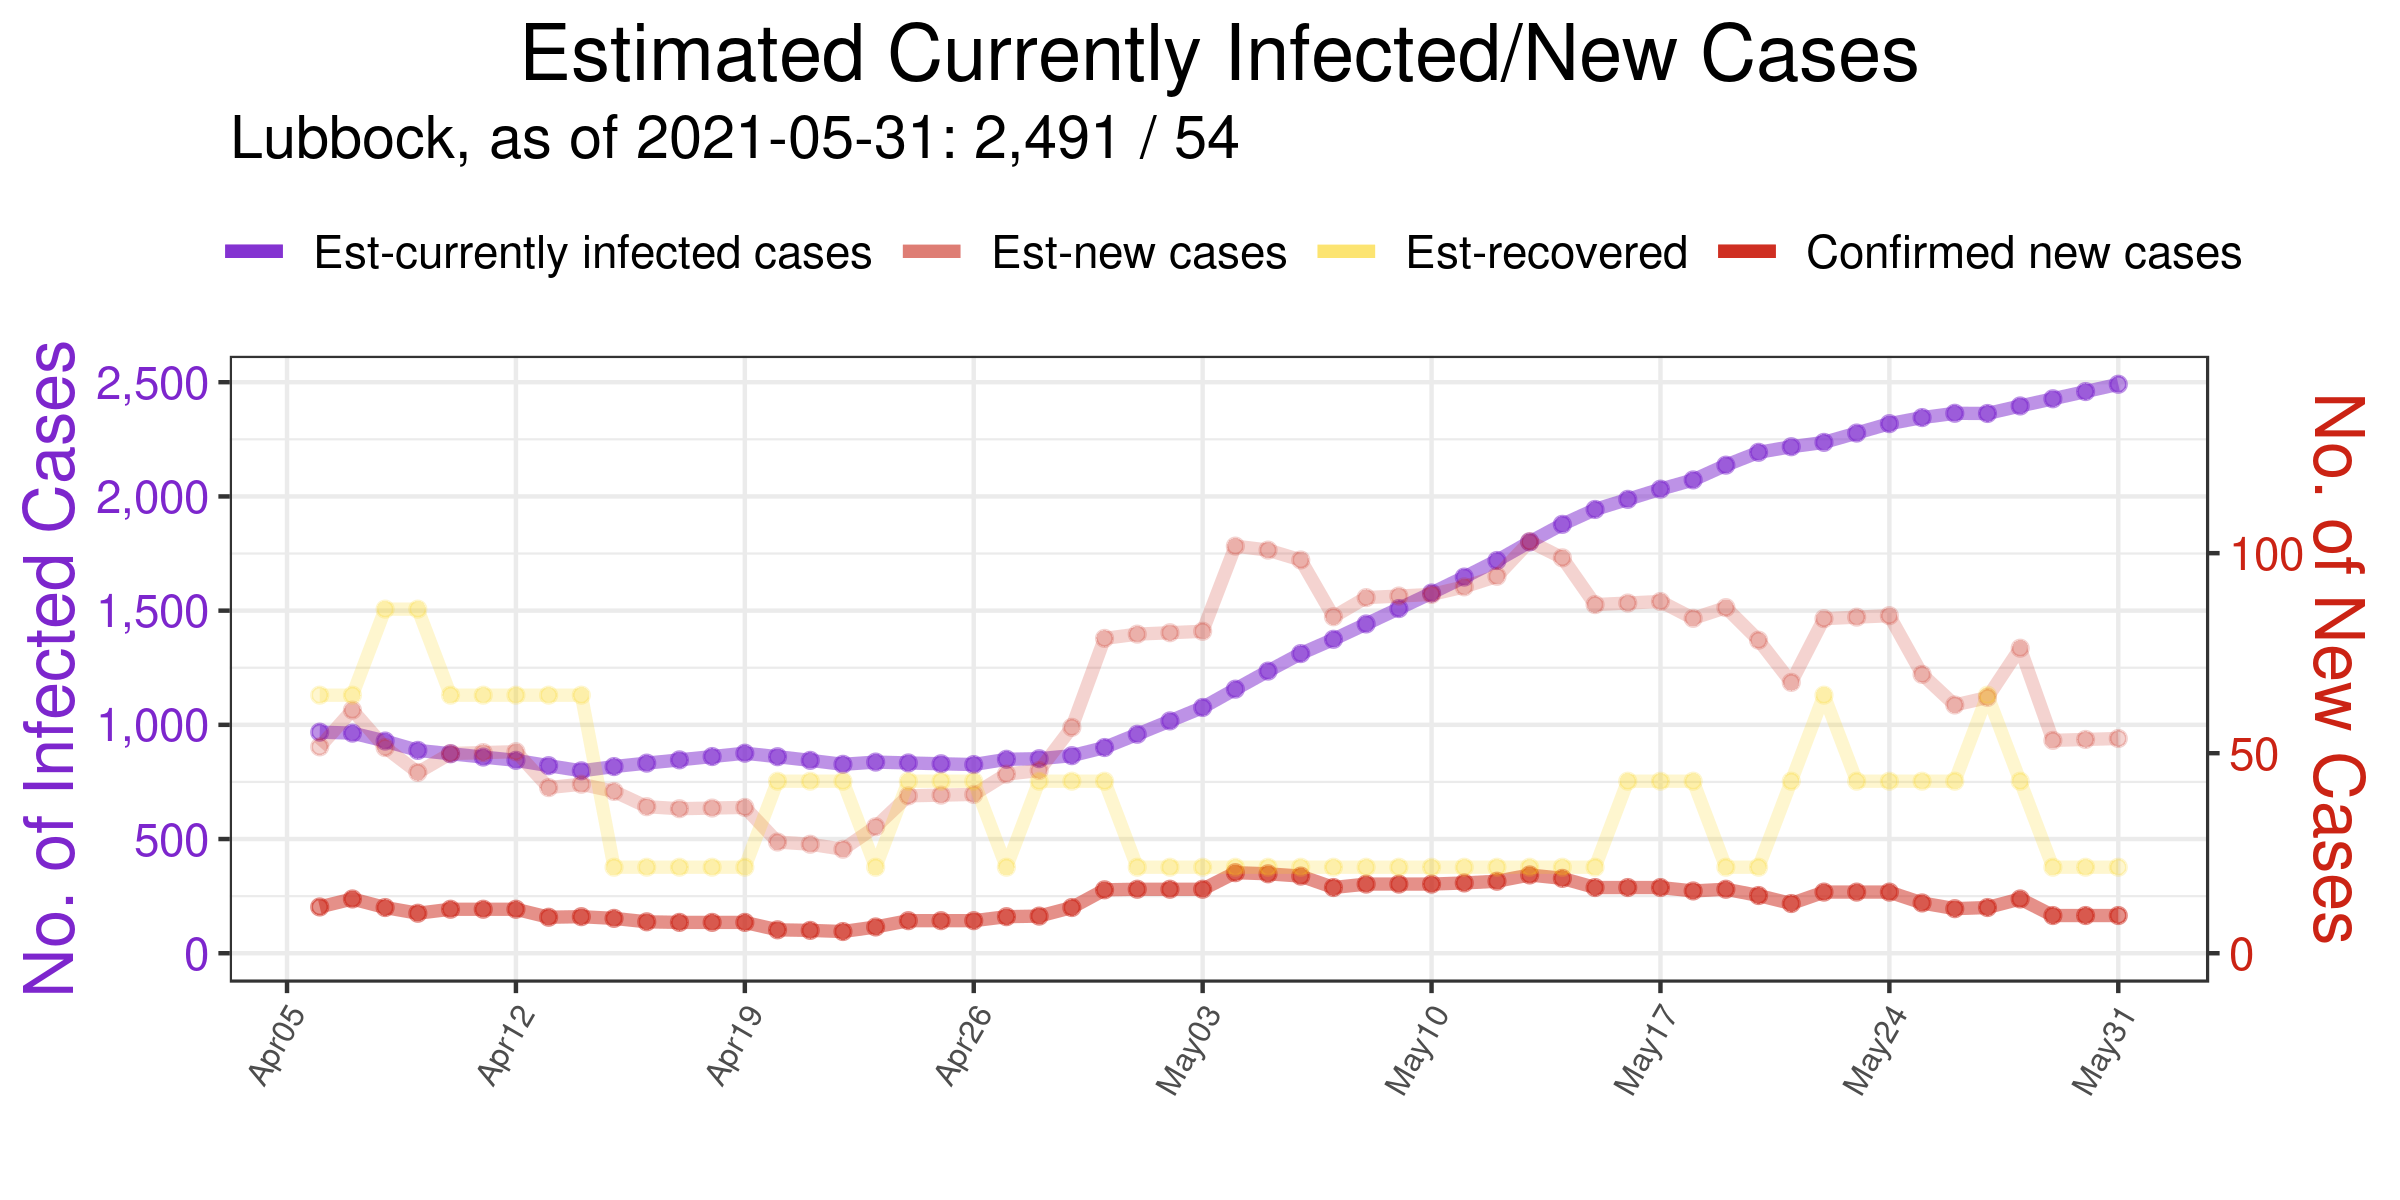 Estimated Currently Infected/New Cases
Lubbock, as of 2021-05-31: 2,491 / 54
Est-currently infected cases
Est-new cases
Est-recovered
Confirmed new cases
No. of Infected Cases
2,500
2,000
1,500
1,000
500
0
No. of New Cases
100
50
0
Apr05
Apr12
Apr19
Apr26
May03
May10
May17
May24
May31